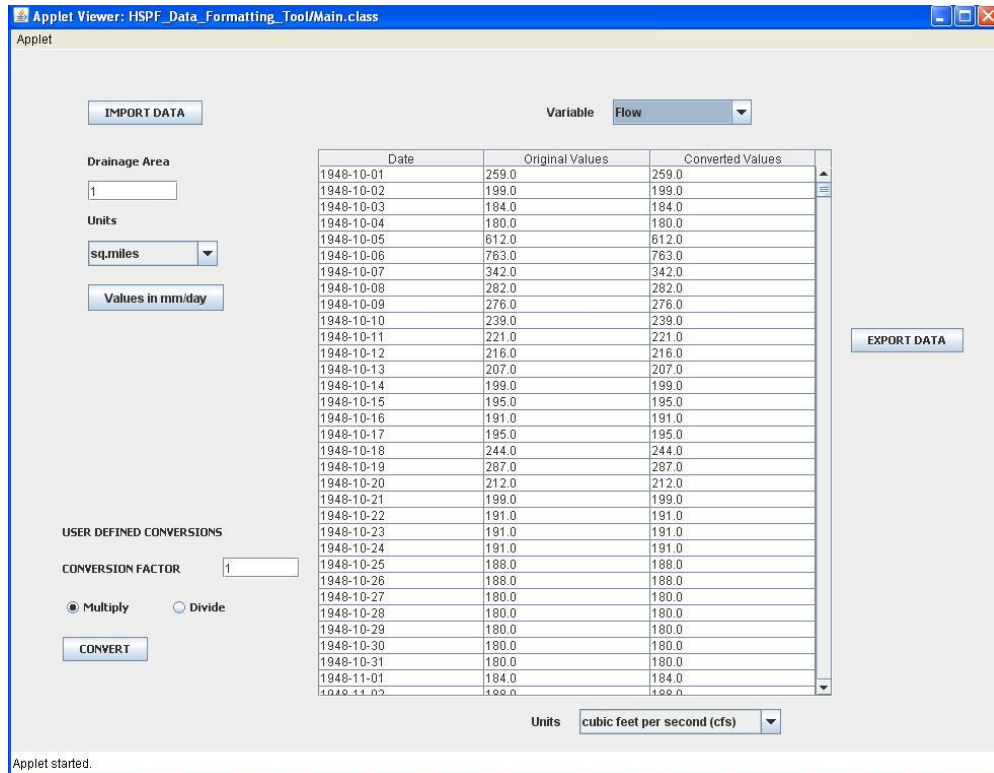 Applet Viewer: HSPF_Data_Formatting_Tool/Main.class
Applet
IMPORT DATA
Variable Flow
Drainage Area
1
Units
sq.miles
Values in mm/day
Date Original Values Converted Values
1948-10-01 259.0 259.0
1948-10-02 199.0 199.0
1948-10-03 184.0 184.0
1948-10-04 180.0 180.0
1948-10-05 612.0 612.0
1948-10-06 763.0 763.0
1948-10-07 342.0 342.0
1948-10-08 282.0 282.0
1948-10-09 276.0 276.0
1948-10-10 239.0 239.0
1948-10-11 221.0 221.0
1948-10-12 216.0 216.0
1948-10-13 207.0 207.0
1948-10-14 199.0 199.0
1948-10-15 195.0 195.0
1948-10-16 191.0 191.0
1948-10-17 195.0 195.0
1948-10-18 244.0 244.0
1948-10-19 287.0 287.0
1948-10-20 212.0 212.0
1948-10-21 199.0 199.0
1948-10-22 191.0 191.0
1948-10-23 191.0 191.0
1948-10-24 191.0 191.0
1948-10-25 188.0 188.0
1948-10-26 188.0 188.0
1948-10-27 180.0 180.0
1948-10-28 180.0 180.0
1948-10-29 180.0 180.0
1948-10-30 180.0 180.0
1948-10-31 180.0 180.0
1948-11-01 184.0 184.0
EXPORT DATA
USER DEFINED CONVERSIONS
CONVERSION FACTOR 1
Multiply Divide
CONVERT
Units cubic feet per second (cfs)
Applet started.